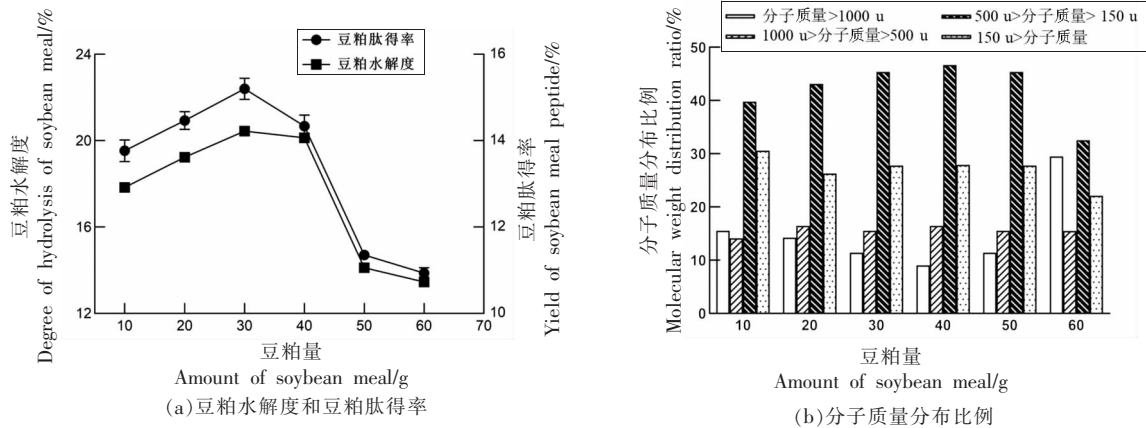 豆粕肽得率
豆粕水解度
24
20
16
12
16
14
12
10
10
20
30
40
50
60
70
豆粕水解度
Degree of hydrolysis of soybean meal/%
豆粕肽得率
Yield of soybean meal peptide/%
豆粕量
Amount of soybean meal/g
(a)豆粕水解度和豆粕肽得率
分子质量>1000 u
500 u>分子质量> 150 u
1000 u>分子质量>500 u
150 u>分子质量
50
40
30
20
10
0
10
20
30
40
50
60
分子质量分布比例
Molecular weight distribution ratio/%
豆粕量
Amount of soybean meal/g
(b)分子质量分布比例